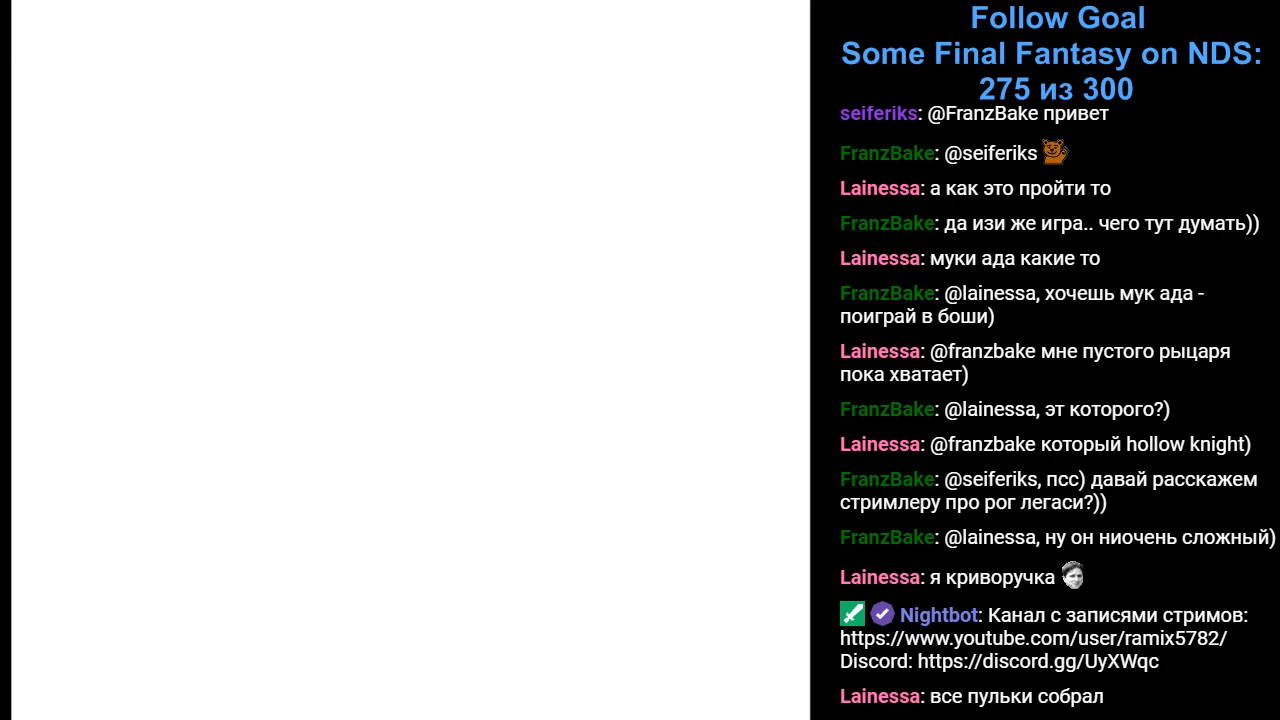 Follow Goal
Some Final Fantasy on NDS:
275 из 300
seiferiks: @FranzBake привет
FranzBake: @seiferiks
Lainessa: а как это пройти то
FranzBake: да изи же игра.. чего тут думать))
Lainessa: муки ада какие то
FranzBake: @lainessa, хочешь мук ада -
поиграй в боши)
Lainessa: @franzbake мне пустого рыцаря
пока хватает)
FranzBake: @lainessa, эт которого?)
Lainessa: @franzbake который hollow knight)
FranzBake: @seiferiks, псс) давай расскажем
стримлеру про рог легаси?))
FranzBake: @lainessa, ну он ниочень сложный)
Lainessa: я криворучка
Nightbot: Канал с записями стримов:
https://www.youtube.com/user/ramix5782/
Discord: https://discord.gg/UyXWqc
Lainessa: все пульки собрал